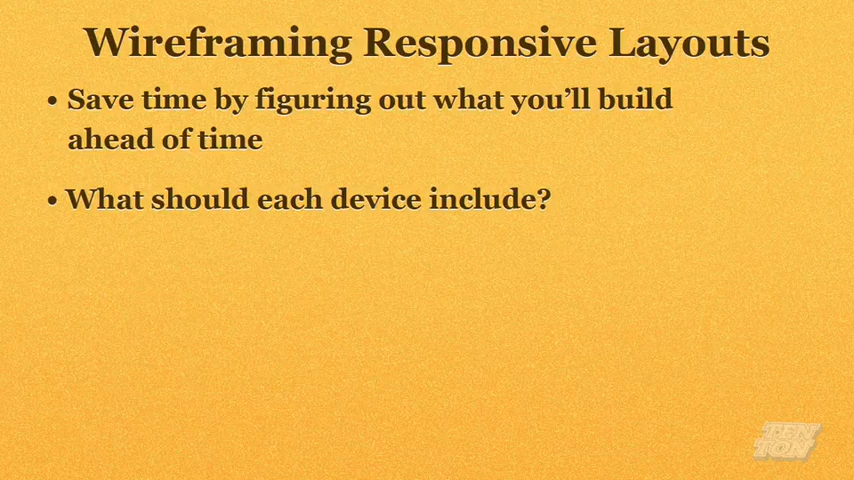 Wireframing Responsive Layouts
• Save time by figuring out what you’ll build
ahead of time
• What should each device include?
TEN
TON